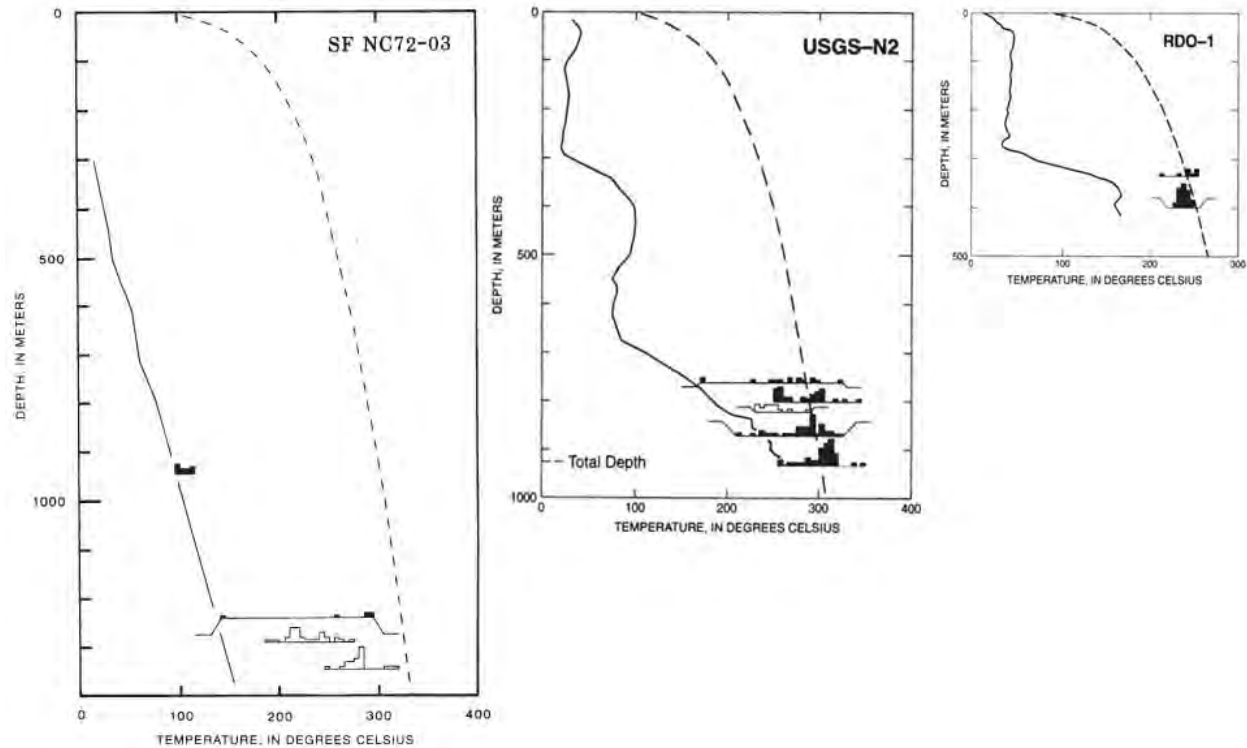 SF NC72-03
0
500
1000
DEPTH, IN METERS
0 100 200 300 400
TEMPERATURE, IN DEGREES CELSIUS
USGS–N2
0
500
1000
DEPTH, IN METERS
Total Depth
0 100 200 300 400
TEMPERATURE, IN DEGREES CELSIUS
RDO–1
0
500
DEPTH, IN METERS
0 100 200 300
TEMPERATURE, IN DEGREES CELSIUS